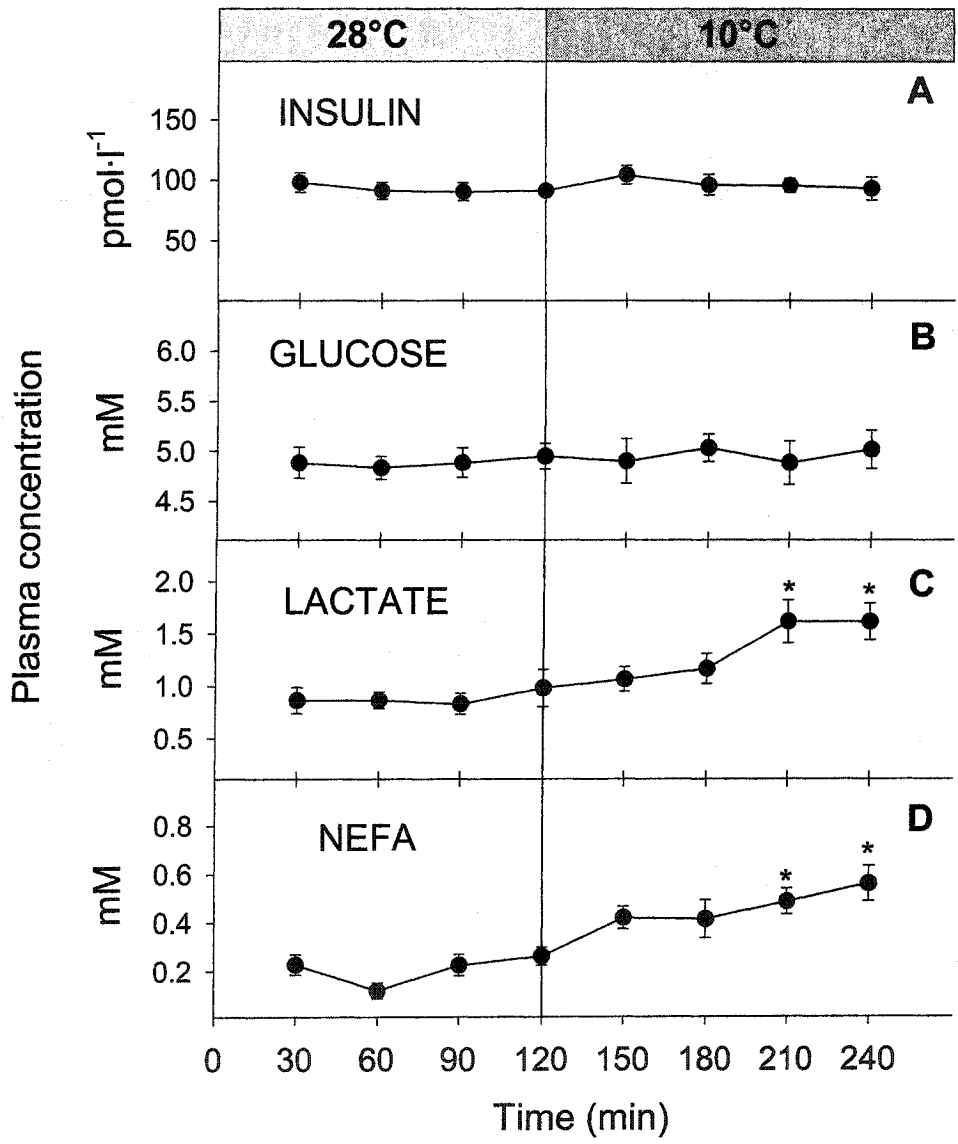 28°C 10°C
A
INSULIN
150
100
50
pmol·l⁻¹
B
GLUCOSE
6.0
5.5
5.0
4.5
mM
Plasma concentration
C
LACTATE
* *
2.0
1.5
1.0
0.5
mM
D
NEFA
* *
0.8
0.6
0.4
0.2
mM
0 30 60 90 120 150 180 210 240
Time (min)